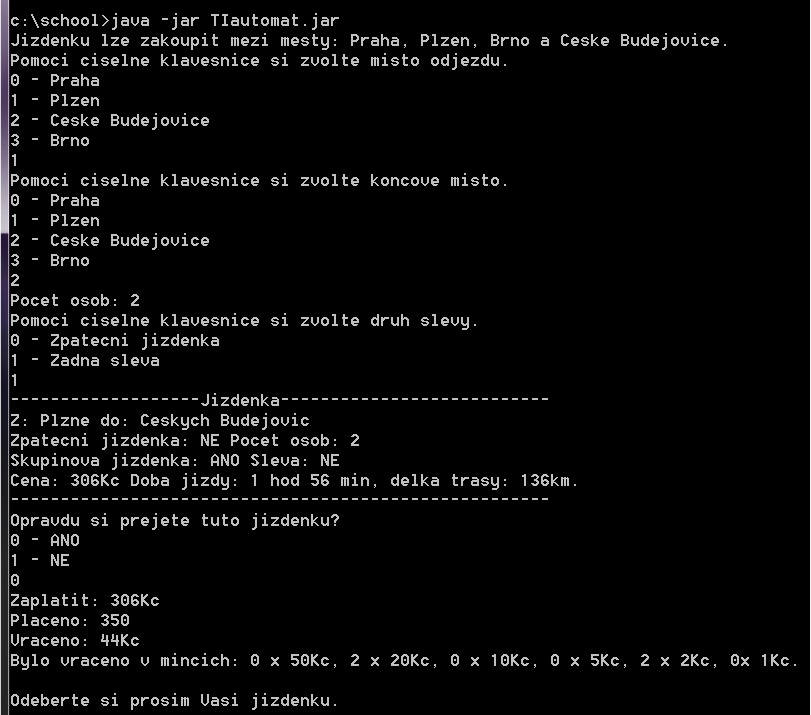 c:\school>java -jar TIautomat.jar
Jizdenku lze zakoupit mezi mesty: Praha, Plzen, Brno a Ceske Budejovice.
Pomoci ciselne klavesnice si zvolte misto odjezdu.
0 - Praha
1 - Plzen
2 - Ceske Budejovice
3 - Brno
1
Pomoci ciselne klavesnice si zvolte koncove misto.
0 - Praha
1 - Plzen
2 - Ceske Budejovice
3 - Brno
2
Pocet osob: 2
Pomoci ciselne klavesnice si zvolte druh slevy.
0 - Zpatecni jizdenka
1 - Zadna sleva
1
-------------------Jizdenka---------------------------
Z: Plzne do: Ceskych Budejovic
Zpatecni jizdenka: NE Pocet osob: 2
Skupinova jizdenka: ANO Sleva: NE
Cena: 306Kc Doba jizdy: 1 hod 56 min, delka trasy: 136km.
------------------------------------------------------
Opravdu si prejete tuto jizdenku?
0 - ANO
1 - NE
0
Zaplatit: 306Kc
Placeno: 350
Vraceno: 44Kc
Bylo vraceno v mincich: 0 x 50Kc, 2 x 20Kc, 0 x 10Kc, 0 x 5Kc, 2 x 2Kc, 0x 1Kc.
Odeberte si prosim Vasi jizdenku.